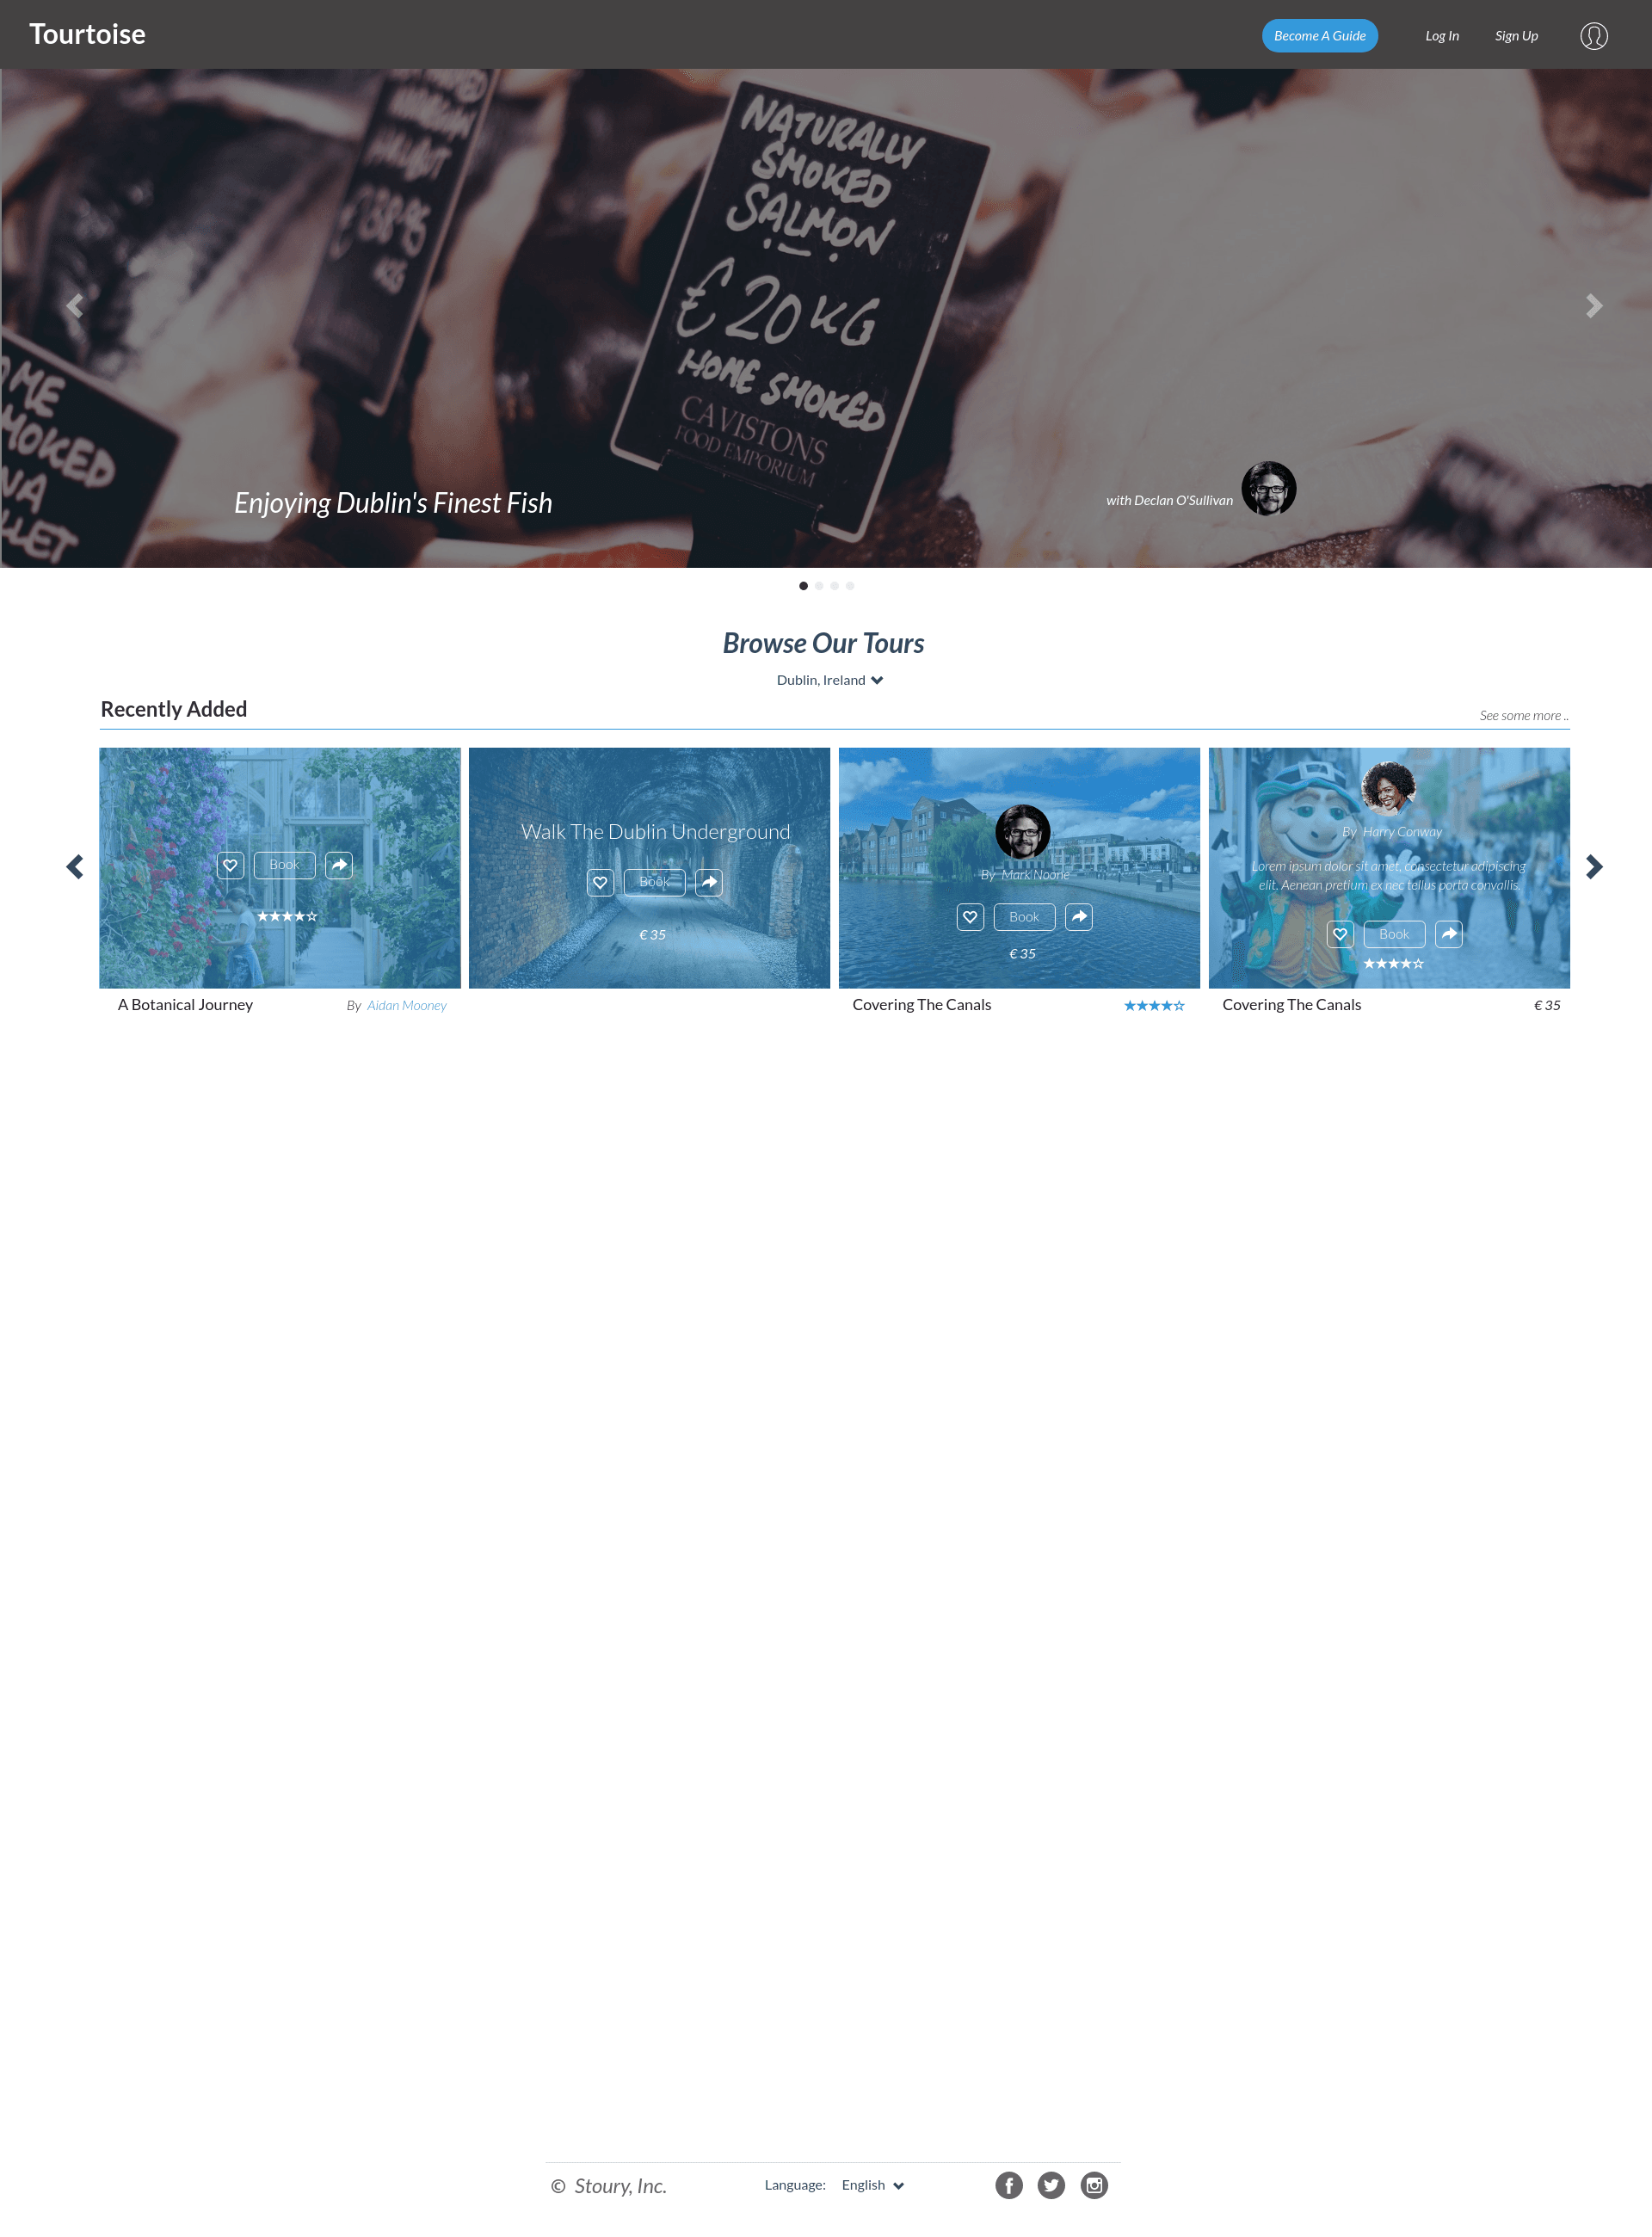 Tourtoise
Become A Guide
Log In
Sign Up
NATURALLY
SMOKED
SALMON
€ 20 KG
HOME SMOKED
CAVISTONS
FOOD EMPORIUM
KG
Enjoying Dublin's Finest Fish
with Declan O'Sullivan
Browse Our Tours
Dublin, Ireland
Recently Added
See some more ..
Book
★★★★☆
A Botanical Journey
By Aidan Mooney
Walk The Dublin Underground
Book
€ 35
By Mark Noone
Book
€ 35
Covering The Canals
★★★★☆
By Harry Conway
Lorem ipsum dolor sit amet, consectetur adipiscing
elit. Aenean pretium ex nec tellus porta convallis.
Book
★★★★☆
Covering The Canals
€ 35
© Stoury, Inc.
Language: English